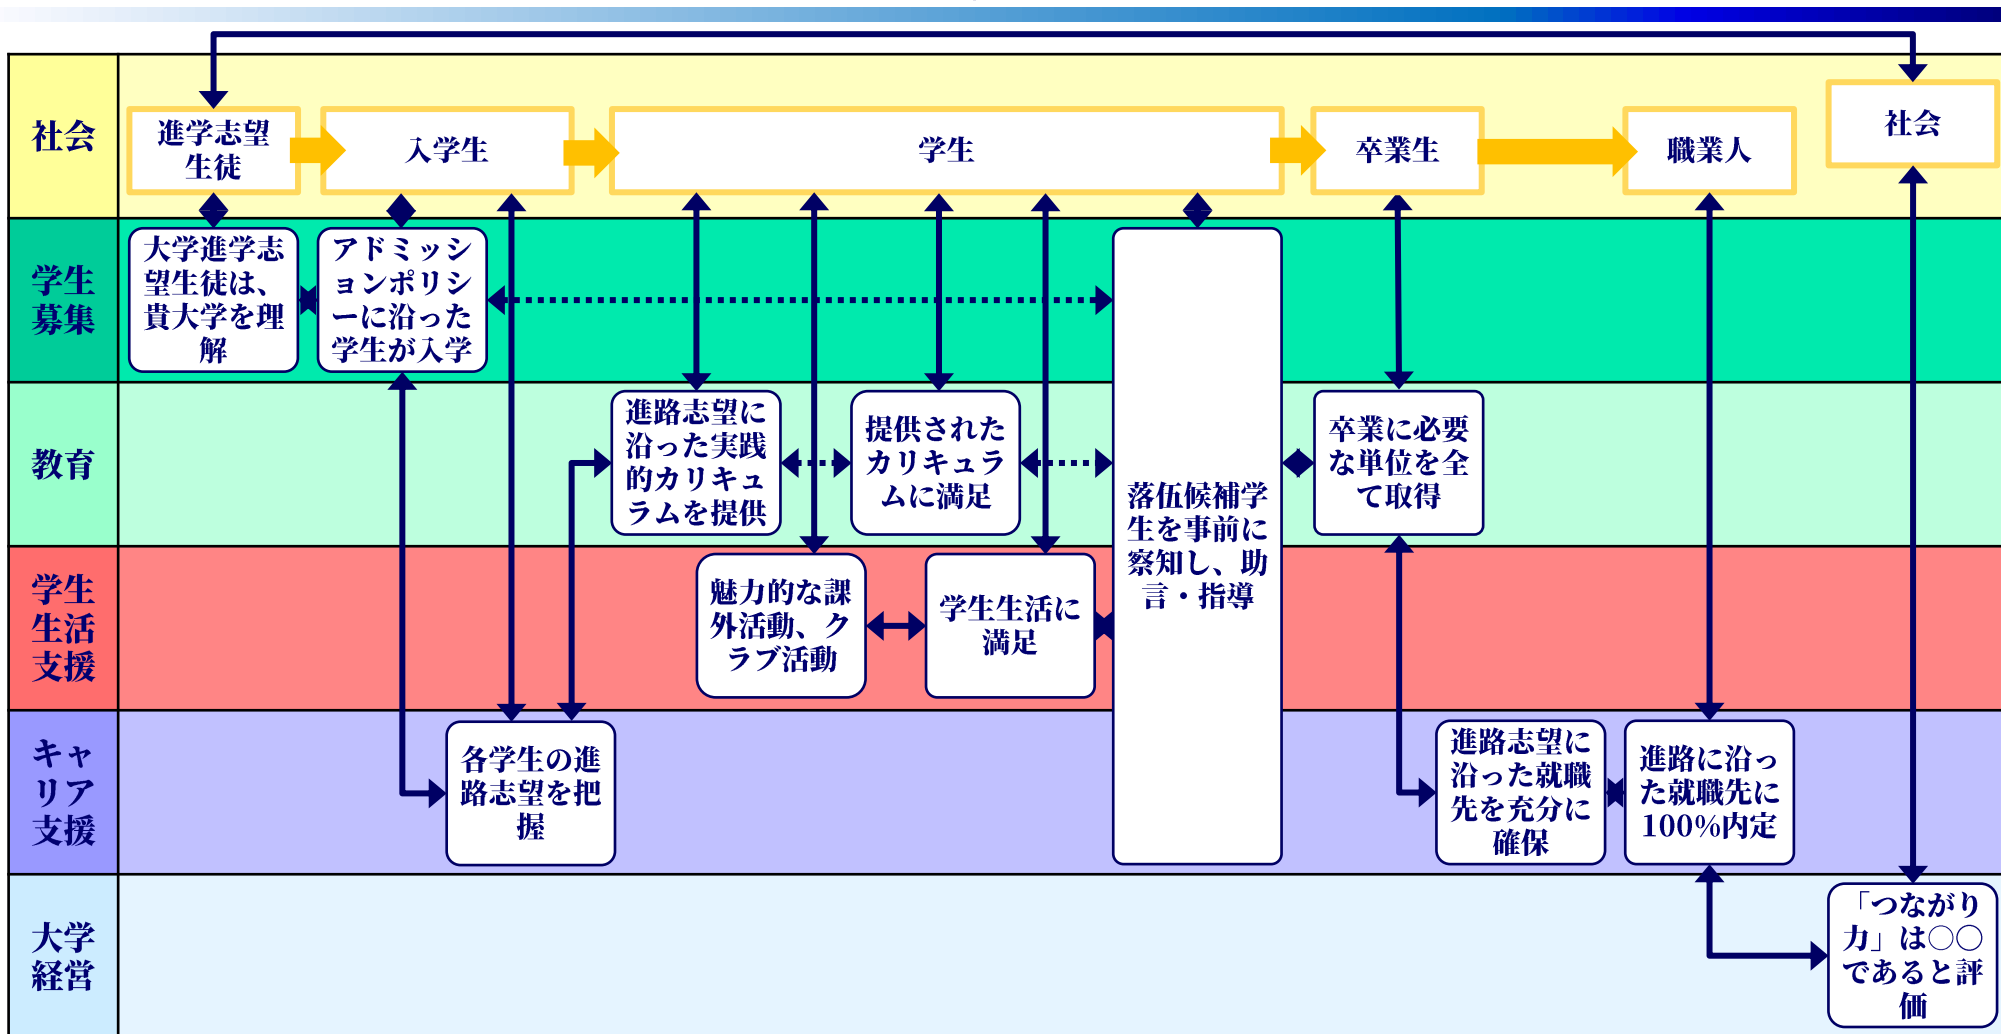 社会
進学志望
生徒
入学生
学生
卒業生
職業人
社会
学生
募集
大学進学志
望生徒は、
貴大学を理
解
アドミッシ
ョンポリシ
ーに沿った
学生が入学
教育
進路志望に
沿った実践
的カリキュ
ラムを提供
提供された
カリキュラ
ムに満足
落伍候補学
生を事前に
察知し、助
言・指導
卒業に必要
な単位を全
て取得
学生
生活
支援
魅力的な課
外活動、ク
ラブ活動
学生生活に
満足
キャ
リア
支援
各学生の進
路志望を把
握
進路志望に
沿った就職
先を充分に
確保
進路に沿っ
た就職先に
100%内定
大学
経営
「つながり
力」は○○
であると評
価